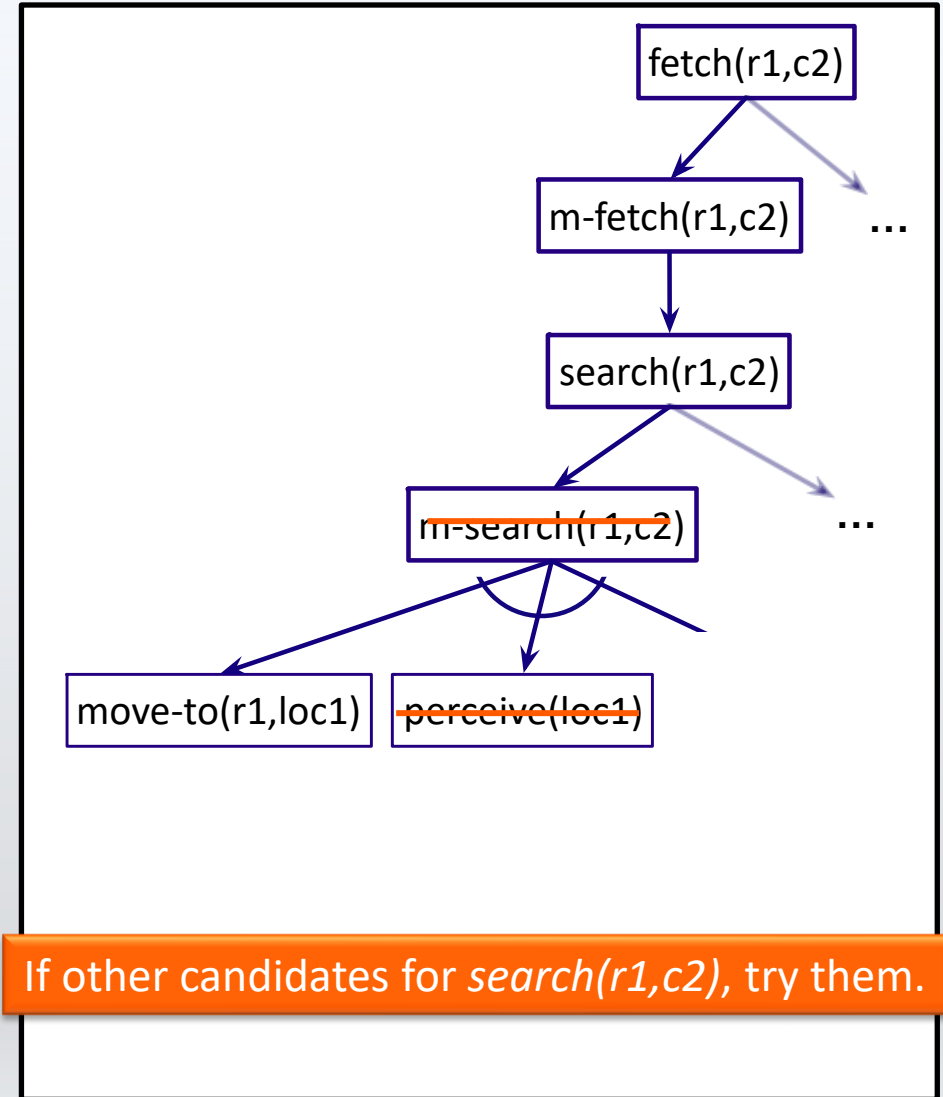 fetch(r1,c2)
m-fetch(r1,c2)
...
search(r1,c2)
m-search(r1,c2)
...
move-to(r1,loc1)
perceive(loc1)
If other candidates for search(r1,c2), try them.